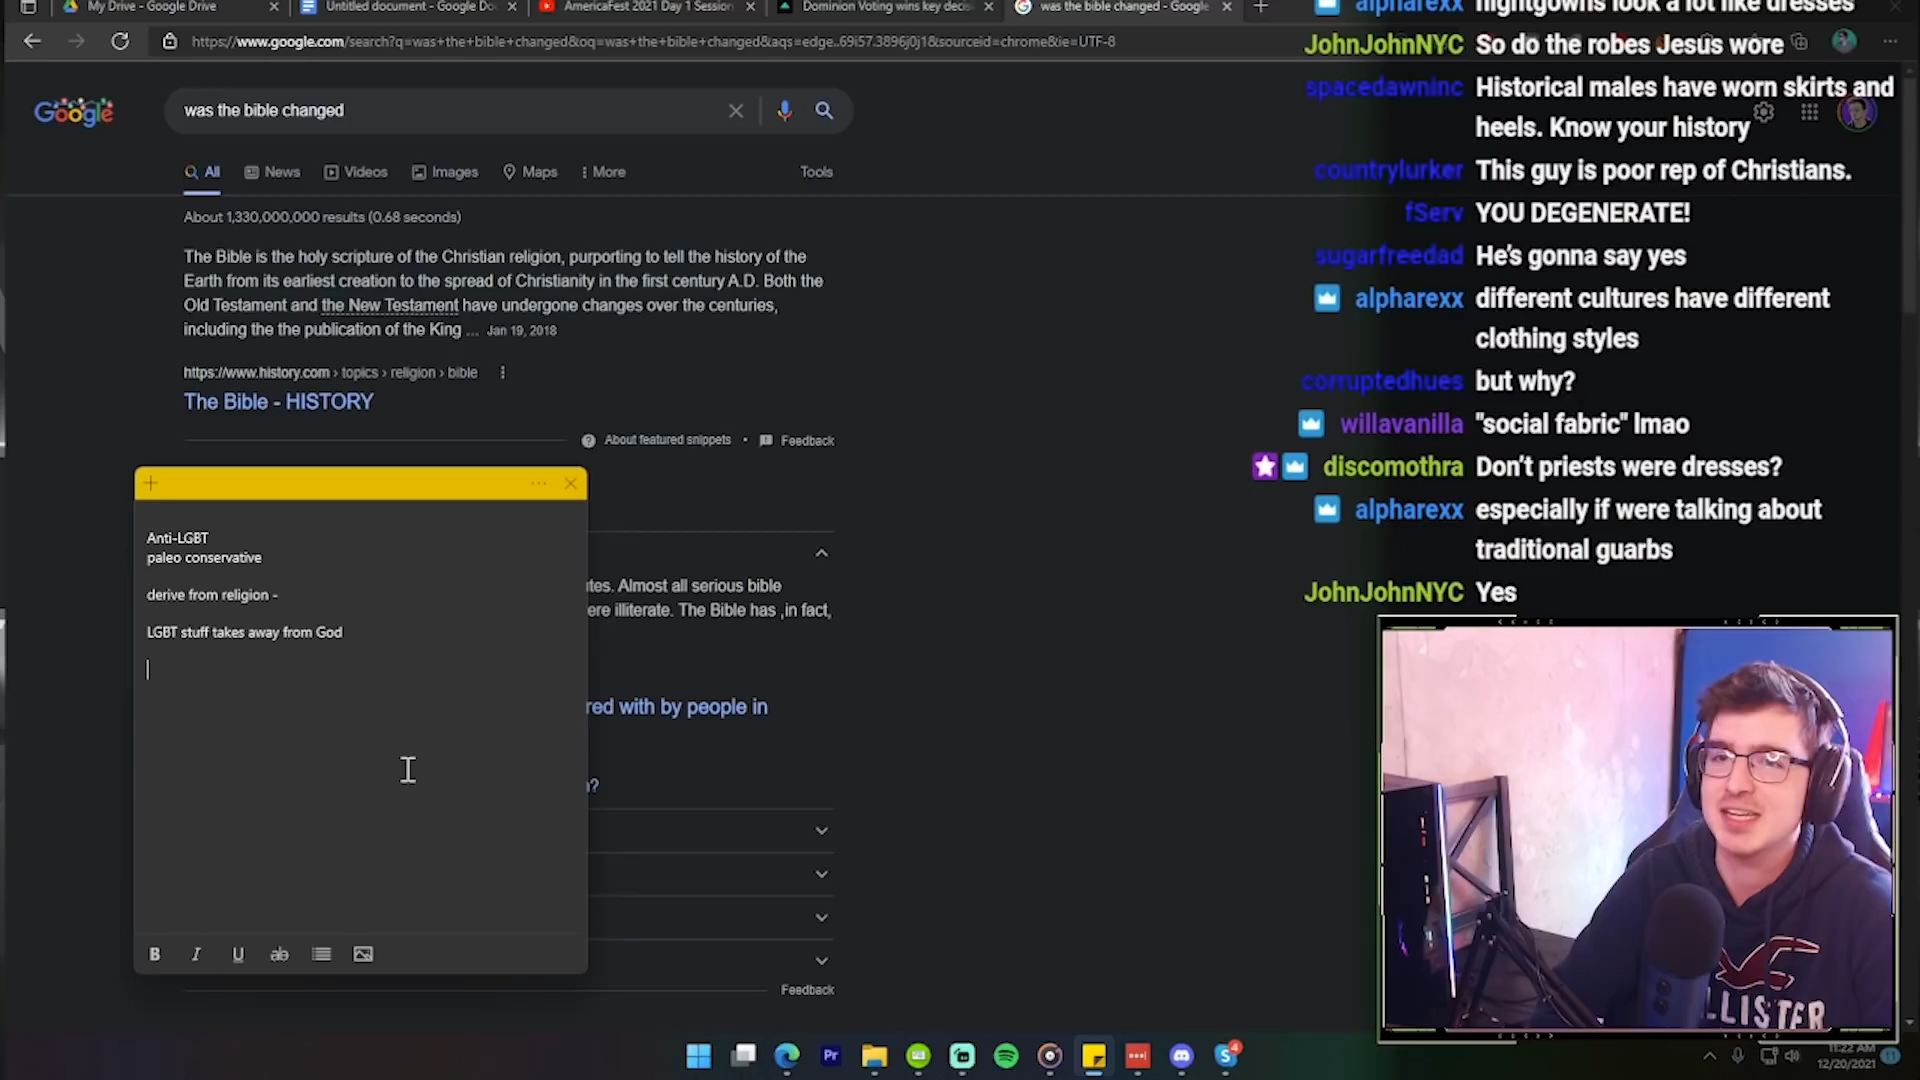 My Drive - Google Drive
Untitled document - Google Do
AmericaFest 2021 Day 1 Session
Dominion Voting wins key decis
was the bible changed - Google
https://www.google.com/search?q=was+the+bible+changed&oq=was+the+bible+changed&aqs=edge..69i57.3896j0j1&sourceid=chrome&ie=UTF-8
Google
was the bible changed
All
News
Videos
Images
Maps
More
Tools
About 1,330,000,000 results (0.68 seconds)
The Bible is the holy scripture of the Christian religion, purporting to tell the history of the
Earth from its earliest creation to the spread of Christianity in the first century A.D. Both the
Old Testament and the New Testament have undergone changes over the centuries,
including the the publication of the King ... Jan 19, 2018
https://www.history.com › topics › religion › bible
The Bible - HISTORY
About featured snippets
Feedback
Anti-LGBT
paleo conservative
derive from religion -
LGBT stuff takes away from God
B I U ab
tes. Almost all serious bible
ere illiterate. The Bible has ,in fact,
red with by people in
?
Feedback
alpharexx nightgowns look a lot like dresses
JohnJohnNYC So do the robes Jesus wore
spacedawninc Historical males have worn skirts and
heels. Know your history
countrylurker This guy is poor rep of Christians.
fServ YOU DEGENERATE!
sugarfreedad He's gonna say yes
alpharexx different cultures have different
clothing styles
corruptedhues but why?
willavanilla "social fabric" lmao
discomothra Don't priests were dresses?
alpharexx especially if were talking about
traditional guarbs
JohnJohnNYC Yes
LLISTER
Pr
4
11:22 AM
12/20/2021